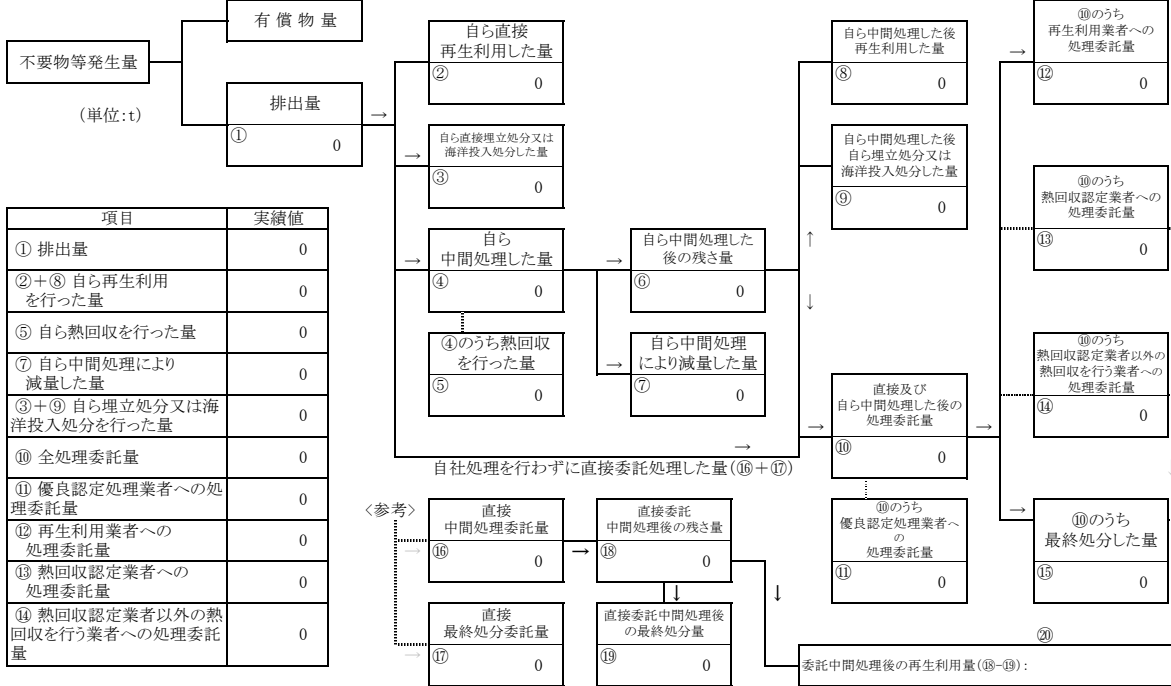 不要物等発生量
(単位:t)
有 償 物 量
排出量
①
0
→
自ら直接
再生利用した量
②
0
→
自ら直接埋立処分又は
海洋投入処分した量
③
0
→
自ら
中間処理した量
④
0
④のうち熱回収
を行った量
⑤
0
→
自ら中間処理した
後の残さ量
⑥
0
→
自ら中間処理
により減量した量
⑦
0
自ら中間処理した後
再生利用した量
⑧
0
自ら中間処理した後
自ら埋立処分又は
海洋投入処分した量
⑨
0
↑
↓
→
→
直接及び
自ら中間処理した後の
処理委託量
⑩
0
→
⑩のうち
優良認定処理業者へ
の
処理委託量
⑪
0
→
⑩のうち
再生利用業者への
処理委託量
⑫
0
⑩のうち
熱回収認定業者への
処理委託量
⑬
0
⑩のうち
熱回収認定業者以外の
熱回収を行う業者への
処理委託量
⑭
0
→
⑩のうち
最終処分した量
⑮
0
自社処理を行わずに直接委託処理した量(⑯+⑰)
項目 実績値
① 排出量 0
②+⑧ 自ら再生利用
を行った量 0
⑤ 自ら熱回収を行った量 0
⑦ 自ら中間処理により
減量した量 0
③+⑨ 自ら埋立処分又は海
洋投入処分を行った量 0
⑩ 全処理委託量 0
⑪ 優良認定処理業者への処
理委託量 0
⑫ 再生利用業者への
処理委託量 0
⑬ 熱回収認定業者への
処理委託量 0
⑭ 熱回収認定業者以外の熱
回収を行う業者への処理委託
量 0
<参考>
→
直接
中間処理委託量
⑯
0
→
直接委託
中間処理後の残さ量
⑱
0
↓
↓
→
直接
最終処分委託量
⑰
0
直接委託中間処理後
の最終処分量
⑲
0
⑳
委託中間処理後の再生利用量(⑱-⑲):